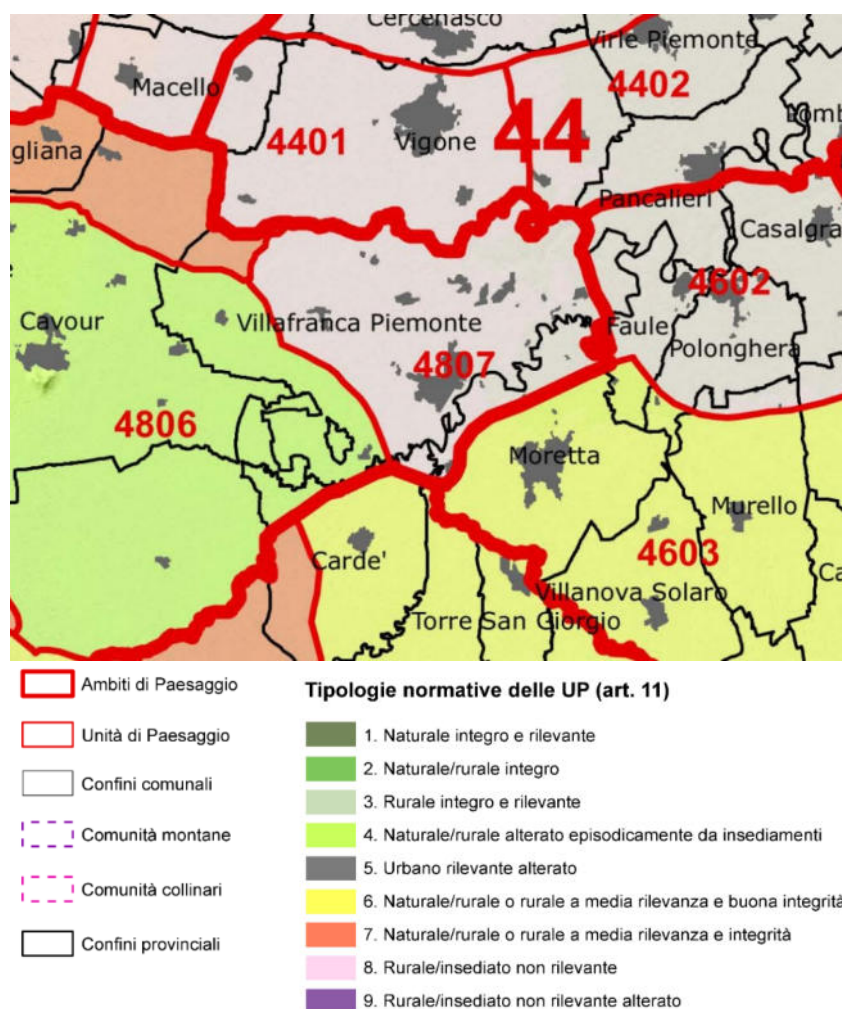 Cercenasco
Virle Piemonte
Macello
4402
4401
44
Vigone
Lomb
gliana
Pancalieri
Casalgra
4602
Cavour
Villafranca Piemonte
Faule
4807
Polonghera
4806
Moretta
Murello
Carde'
4603
Villanova Solaro
Ca
Torre San Giorgio
Ambiti di Paesaggio
Unità di Paesaggio
Confini comunali
Comunità montane
Comunità collinari
Confini provinciali
Tipologie normative delle UP (art. 11)
1. Naturale integro e rilevante
2. Naturale/rurale integro
3. Rurale integro e rilevante
4. Naturale/rurale alterato episodicamente da insediamenti
5. Urbano rilevante alterato
6. Naturale/rurale o rurale a media rilevanza e buona integrità
7. Naturale/rurale o rurale a media rilevanza e integrità
8. Rurale/insediato non rilevante
9. Rurale/insediato non rilevante alterato